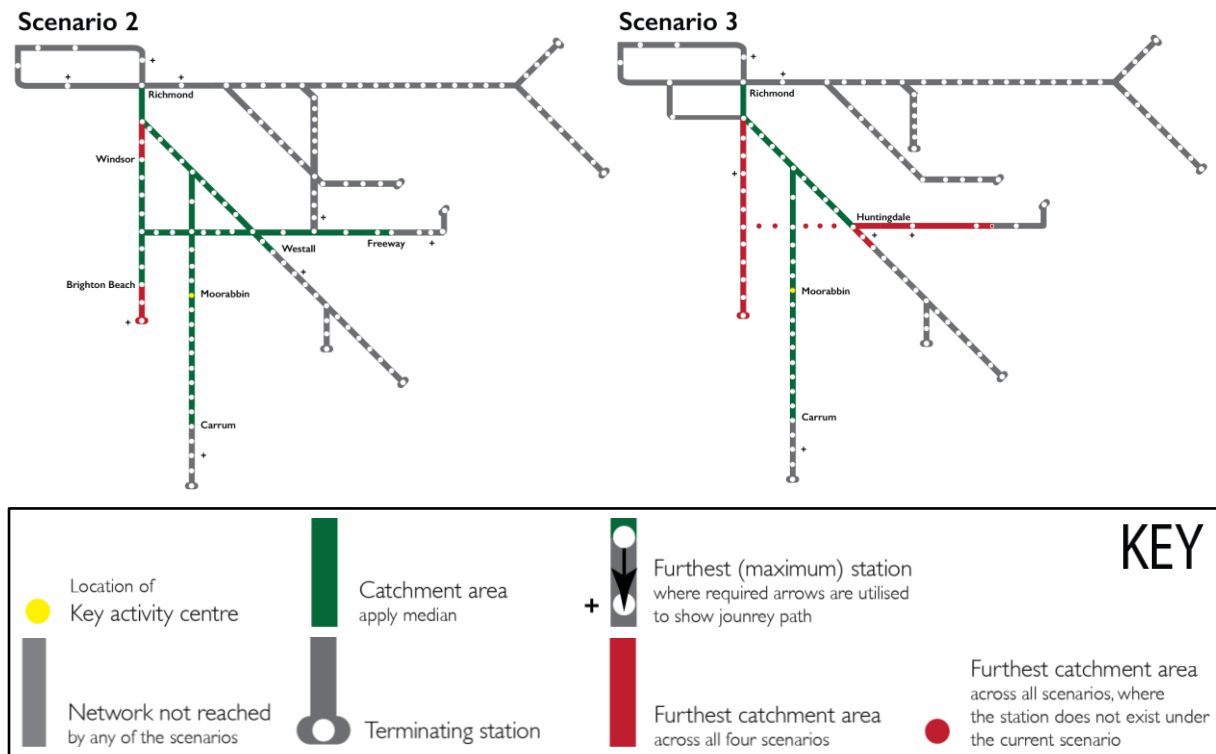 Scenario 2
Richmond
Windsor
Westall
Freeway
Brighton Beach
Moorabbin
Carrum
Scenario 3
Richmond
Huntingdale
Moorabbin
Carrum
KEY
Location of
Key activity centre
Catchment area
apply median
+
Furthest (maximum) station
where required arrows are utilised
to show jounrey path
Network not reached
by any of the scenarios
Terminating station
Furthest catchment area
across all four scenarios
Furthest catchment area
across all scenarios, where
the station does not exist under
the current scenario